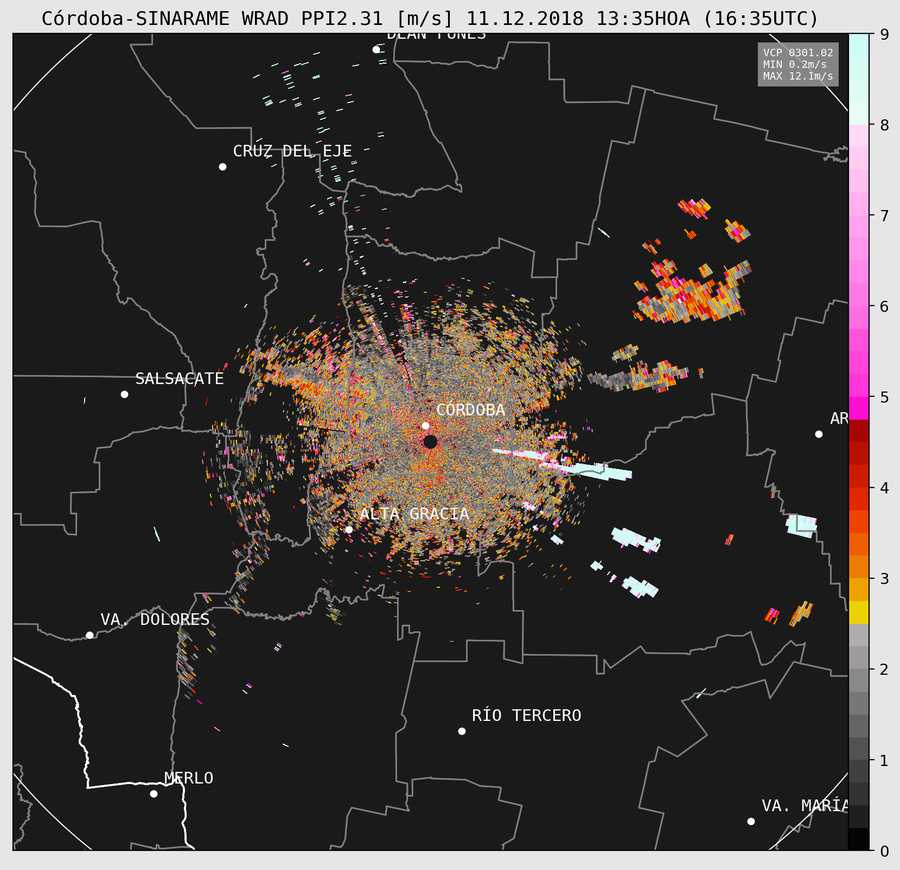 Córdoba-SINARAME WRAD PPI2.31 [m/s] 11.12.2018 13:35HOA (16:35UTC)
DEAN FUNES
VCP 0301.02
MIN 0.2m/s
MAX 12.1m/s
CRUZ DEL EJE
SALSACATE
CÓRDOBA
AR
ALTA GRACIA
VA. DOLORES
RÍO TERCERO
MERLO
VA. MARÍA
9
8
7
6
5
4
3
2
1
0